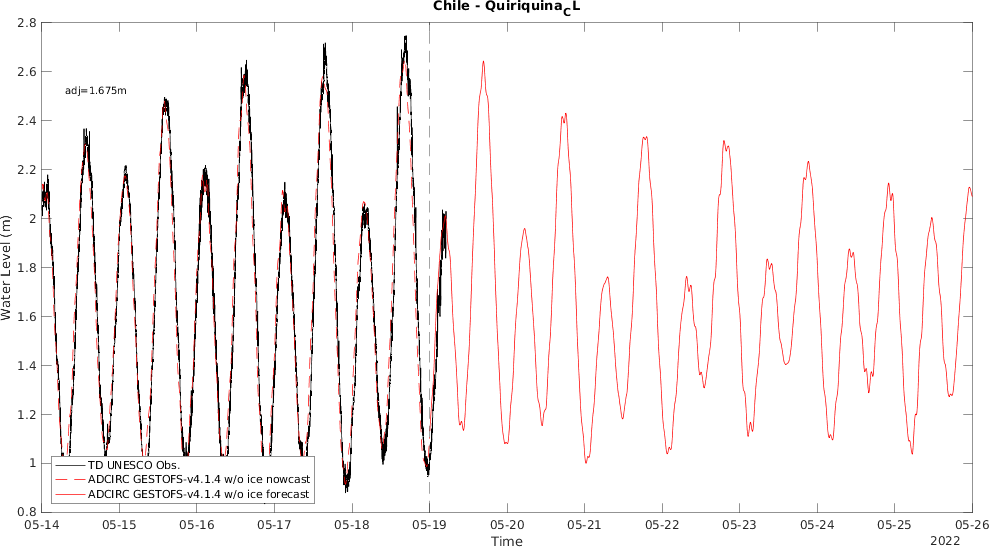 Chile - Quiriquina_CL
2.8
2.6
2.4
2.2
2
1.8
1.6
1.4
1.2
1
0.8
Water Level (m)
adj=1.675m
TD UNESCO Obs.
ADCIRC GESTOFS-v4.1.4 w/o ice nowcast
ADCIRC GESTOFS-v4.1.4 w/o ice forecast
05-14 05-15 05-16 05-17 05-18 05-19 05-20 05-21 05-22 05-23 05-24 05-25 05-26
Time
2022